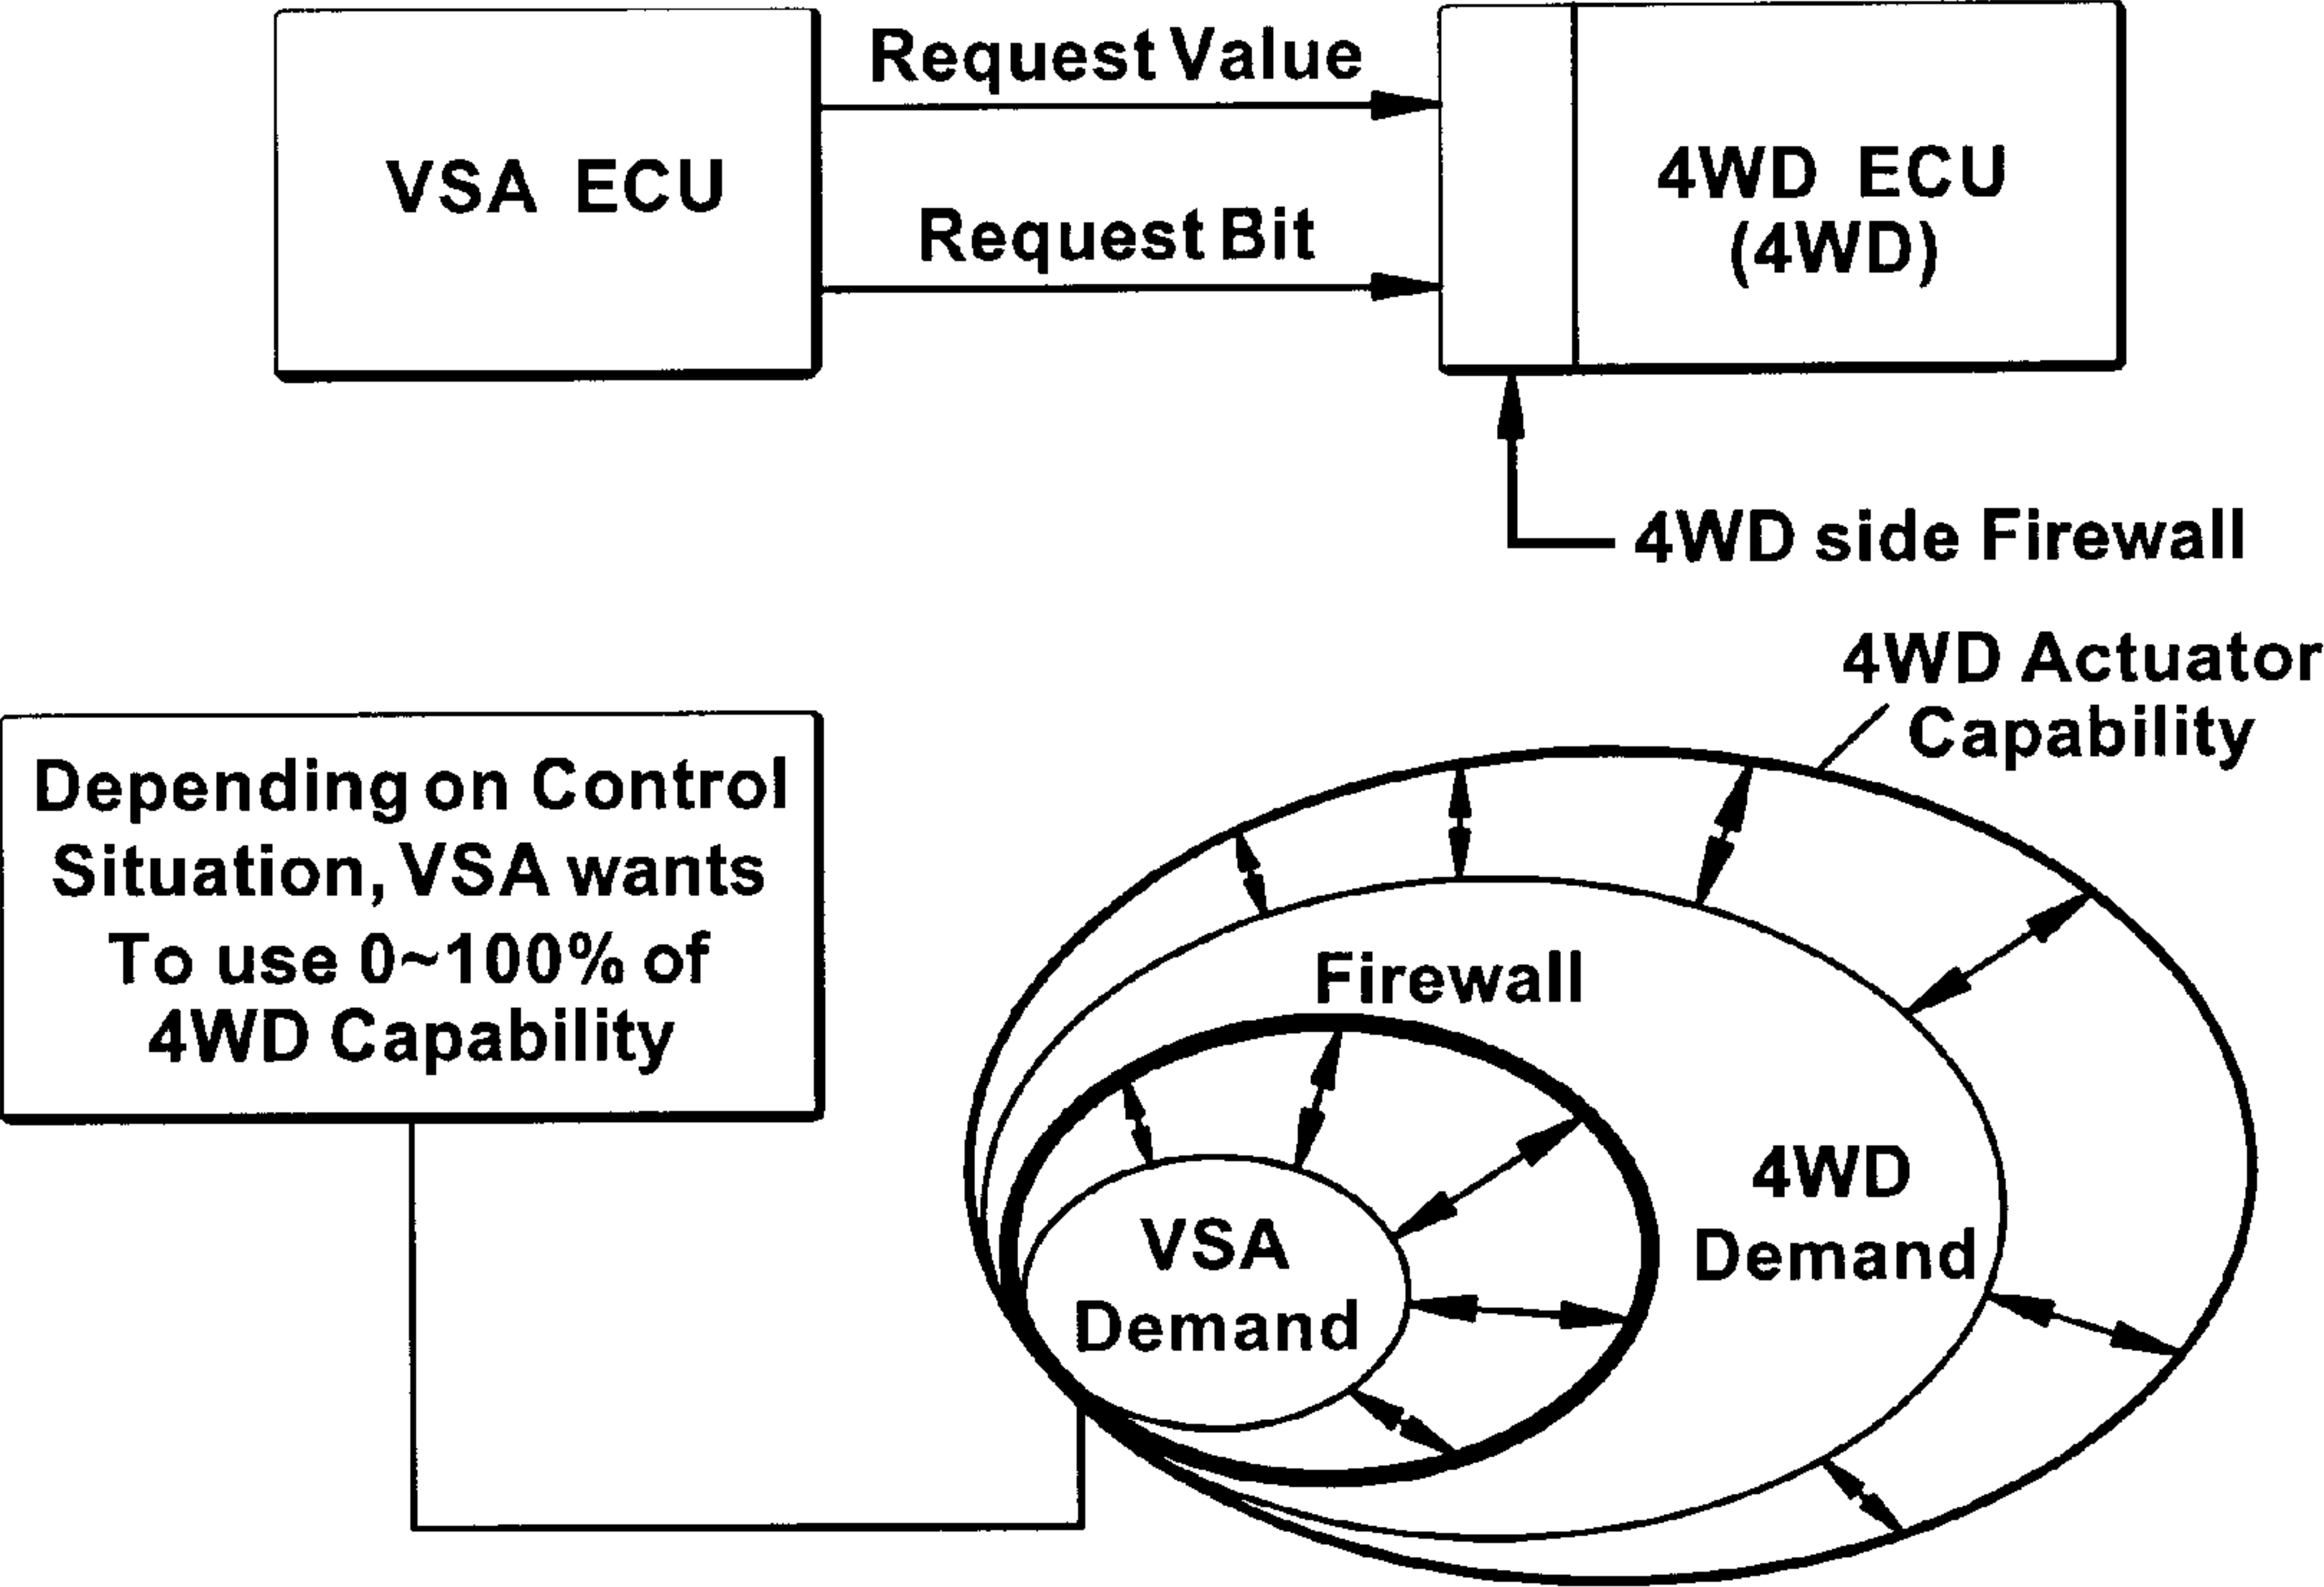 Request Value
VSA ECU
4WD ECU
(4WD)
Request Bit
4WD side Firewall
4WD Actuator
Capability
Depending on Control
Situation, VSA wants
To use 0~100% of
4WD Capability
Firewall
4WD
Demand
VSA
Demand